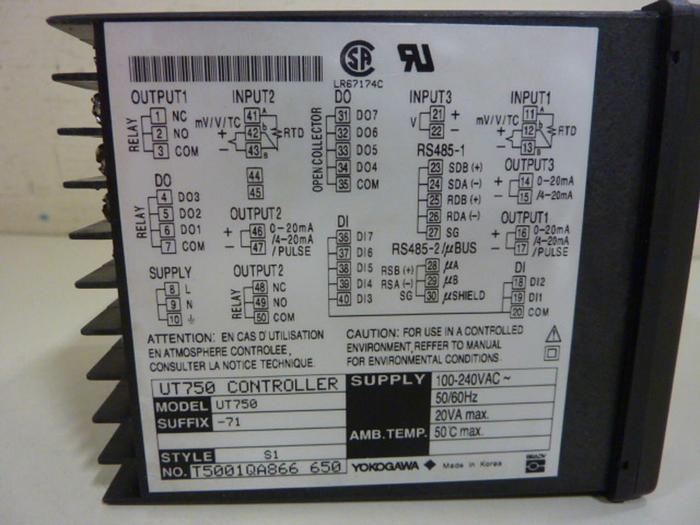 LR67174C
OUTPUT1
RELAY
1 NC
2 NO
3 COM
INPUT2
mV/V/TC
41
+ 42
- 43
RTD
44
45
DO
OPEN COLLECTOR
31 DO7
32 DO6
33 DO5
34 DO4
35 COM
INPUT3
V
21 +
22 -
INPUT1
mV/V/TC
11
+ 12
- 13
RTD
RS485-1
23 SDB (+)
24 SDA (-)
25 RDB (+)
26 RDA (-)
27 SG
OUTPUT3
+ 14 0-20mA
- 15 /4-20mA
DO
RELAY
4 DO3
5 DO2
6 DO1
7 COM
OUTPUT2
+ 46 0-20mA
- 47 /4-20mA
/PULSE
DI
36 DI7
37 DI6
38 DI5
39 DI4
40 DI3
RS485-2/µBUS
RSB (+) 28 µA
RSA (-) 29 µB
SG 30 µSHIELD
OUTPUT1
+ 16 0-20mA
- 17 /4-20mA
/PULSE
DI
18 DI2
19 DI1
20 COM
SUPPLY
8 L
9 N
10
OUTPUT2
RELAY
48 NC
49 NO
50 COM
ATTENTION: EN CAS D'UTILISATION
EN ATMOSPHERE CONTROLEE,
CONSULTER LA NOTICE TECHNIQUE.
CAUTION: FOR USE IN A CONTROLLED
ENVIRONMENT, REFFER TO MANUAL
FOR ENVIRONMENTAL CONDITIONS.
UT750 CONTROLLER
MODEL UT750
SUFFIX -71
STYLE S1
NO. T5001QA866 650
SUPPLY 100-240VAC ~
50/60Hz
20VA max.
AMB.TEMP. 50°C max.
YOKOGAWA Made in Korea
BRADY